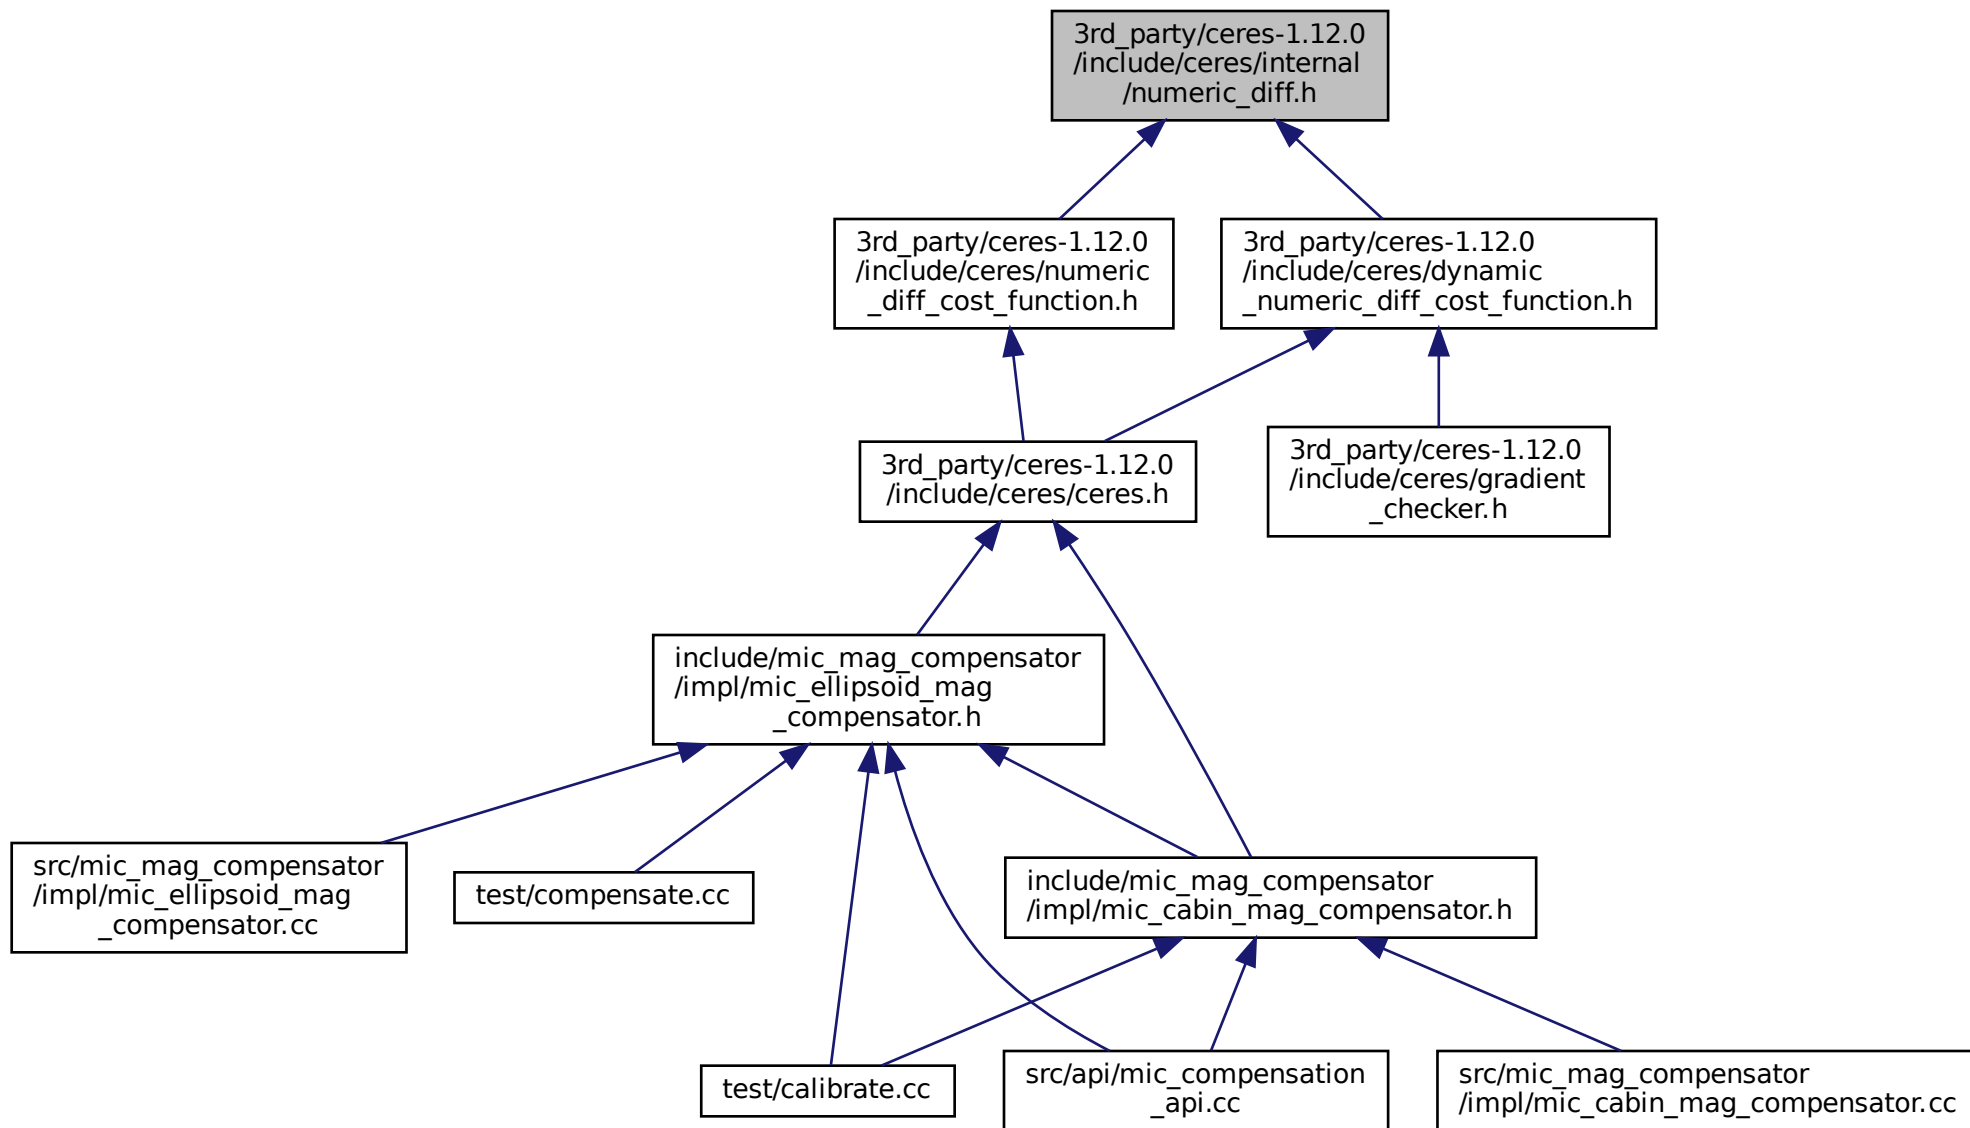 3rd_party/ceres-1.12.0
/include/ceres/internal
/numeric_diff.h
3rd_party/ceres-1.12.0
/include/ceres/numeric
_diff_cost_function.h
3rd_party/ceres-1.12.0
/include/ceres/dynamic
_numeric_diff_cost_function.h
3rd_party/ceres-1.12.0
/include/ceres/ceres.h
3rd_party/ceres-1.12.0
/include/ceres/gradient
_checker.h
include/mic_mag_compensator
/impl/mic_ellipsoid_mag
_compensator.h
src/mic_mag_compensator
/impl/mic_ellipsoid_mag
_compensator.cc
test/compensate.cc
include/mic_mag_compensator
/impl/mic_cabin_mag_compensator.h
test/calibrate.cc
src/api/mic_compensation
_api.cc
src/mic_mag_compensator
/impl/mic_cabin_mag_compensator.cc